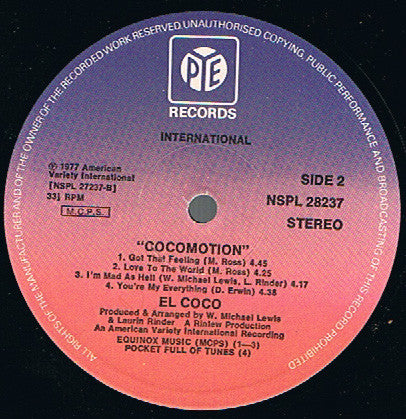 ALL RIGHTS OF THE MANUFACTURER AND OF THE OWNER OF THE RECORDED WORK RESERVED. UNAUTHORISED COPYING, PUBLIC PERFORMANCE AND BROADCASTING OF THIS RECORD PROHIBITED
PYE
RECORDS
INTERNATIONAL
℗ 1977 American
Variety International
[NSPL 27237-B]
33⅓ RPM
M.C.P.S.
SIDE 2
NSPL 28237
STEREO
"COCOMOTION"
1. Got That Feeling (M. Ross) 4.45
2. Love To The World (M. Ross) 4.25
3. I'm Mad As Hell (W. Michael Lewis, L. Rinder) 4.17
4. You're My Everything (D. Erwin) 4.38
EL COCO
Produced & Arranged by W. Michael Lewis
& Laurin Rinder A Rinlew Production
An American Variety International Recording
EQUINOX MUSIC (MCPS) (1—3)
POCKET FULL OF TUNES (4)